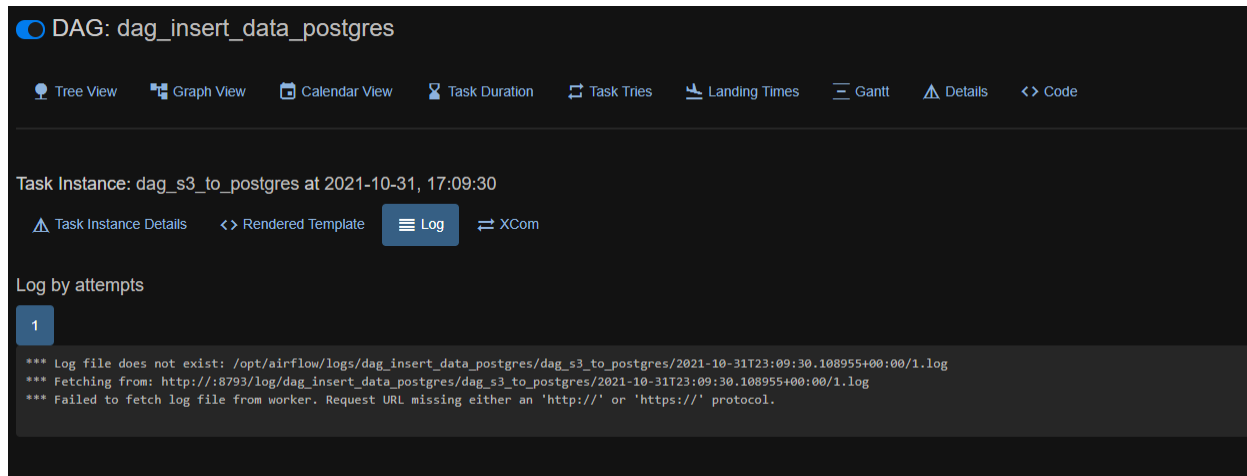 DAG: dag_insert_data_postgres
Tree View Graph View Calendar View Task Duration Task Tries Landing Times Gantt Details <> Code
Task Instance: dag_s3_to_postgres at 2021-10-31, 17:09:30
Task Instance Details <> Rendered Template Log XCom
Log by attempts
1
*** Log file does not exist: /opt/airflow/logs/dag_insert_data_postgres/dag_s3_to_postgres/2021-10-31T23:09:30.108955+00:00/1.log
*** Fetching from: http://:8793/log/dag_insert_data_postgres/dag_s3_to_postgres/2021-10-31T23:09:30.108955+00:00/1.log
*** Failed to fetch log file from worker. Request URL missing either an 'http://' or 'https://' protocol.